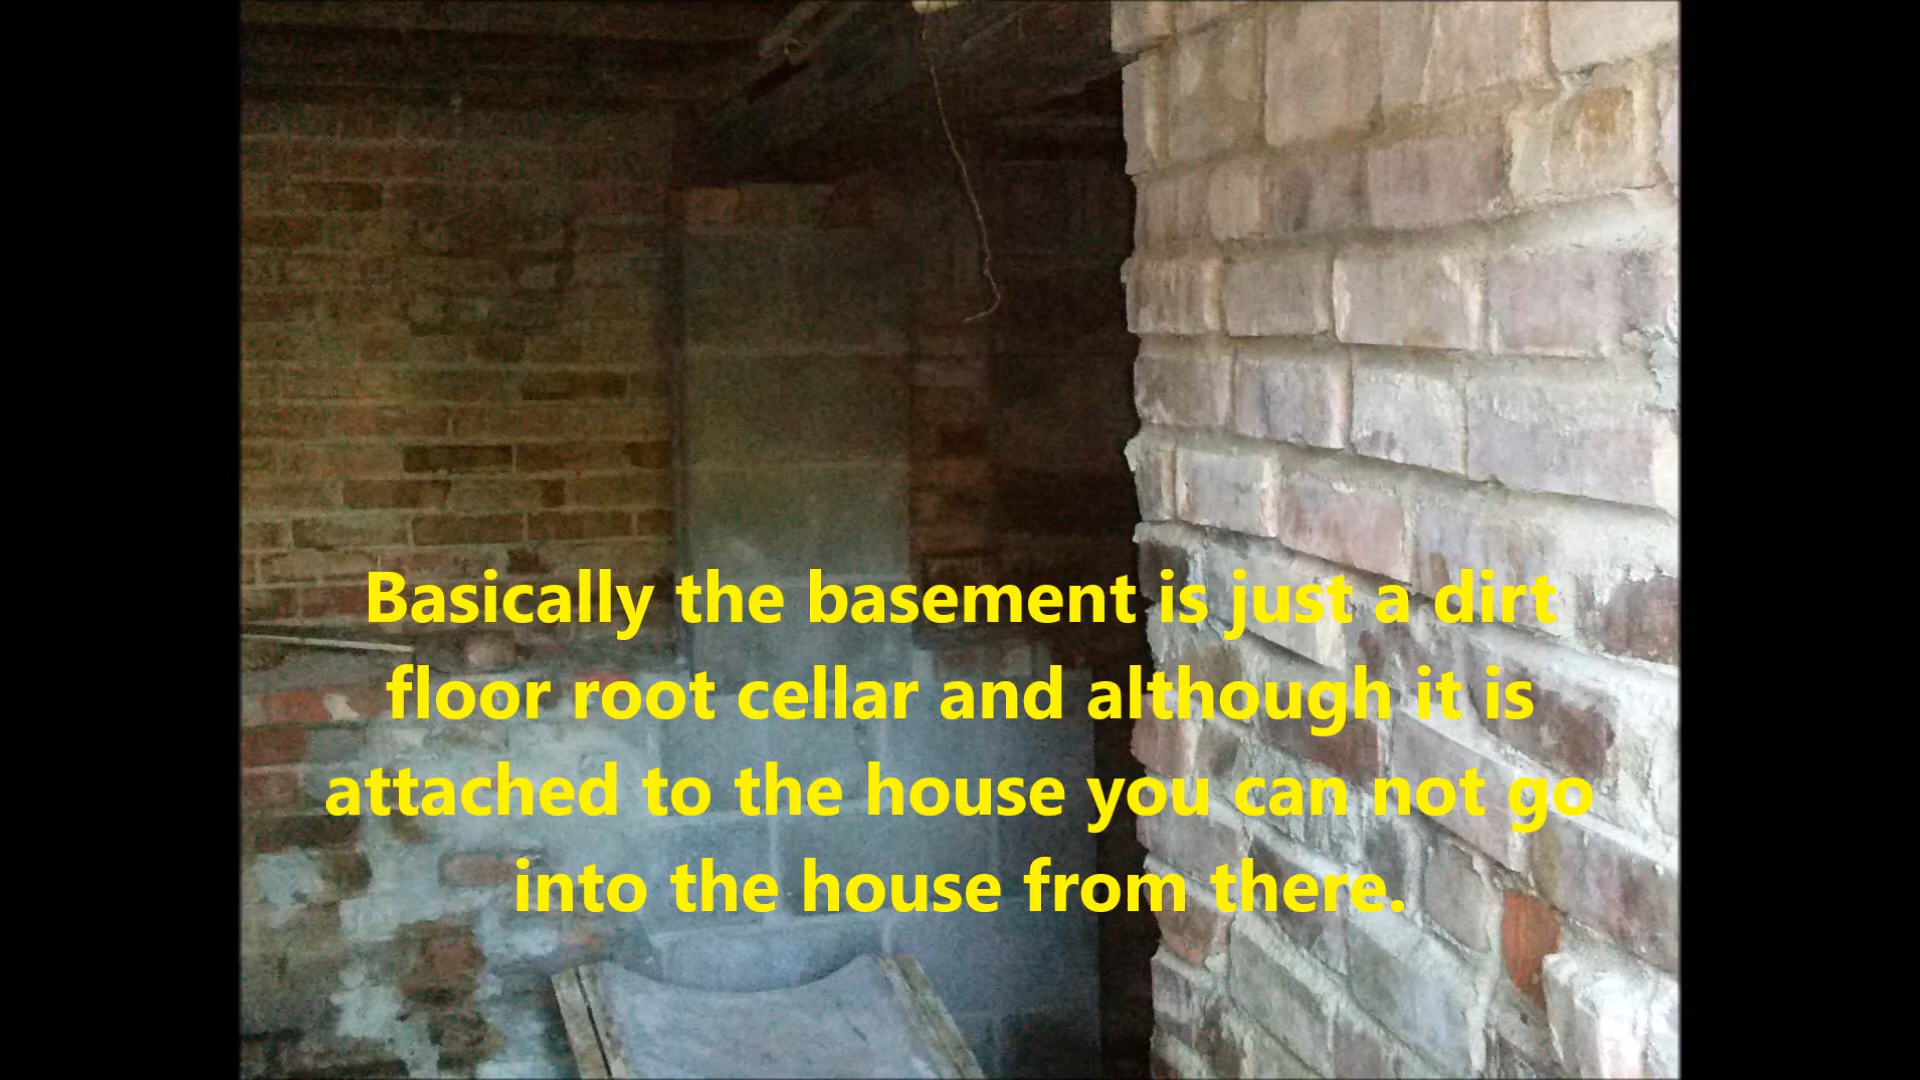 Basically the basement is just a dirt
floor root cellar and although it is
attached to the house you can not go
into the house from there.